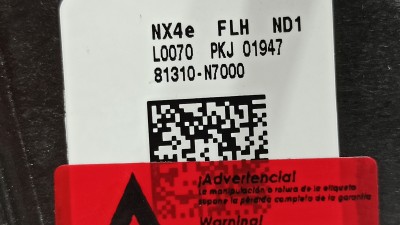 NX4e FLH ND1
L0070 PKJ 01947
81310-N7000
¡Advertencia!
La manipulación o rotura de la etiqueta
supone la pérdida completa de la garantía
Warning!